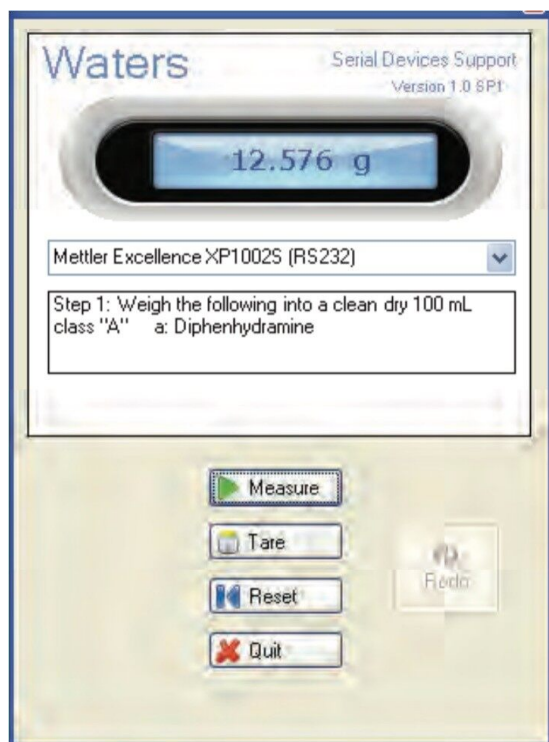 Waters
Serial Devices Support
Version 1.0 SP1
12.576 g
Mettler Excellence XP1002S (RS232)
Step 1: Weigh the following into a clean dry 100 mL
class "A" a: Diphenhydramine
Measure
Tare
Redo
Reset
Quit